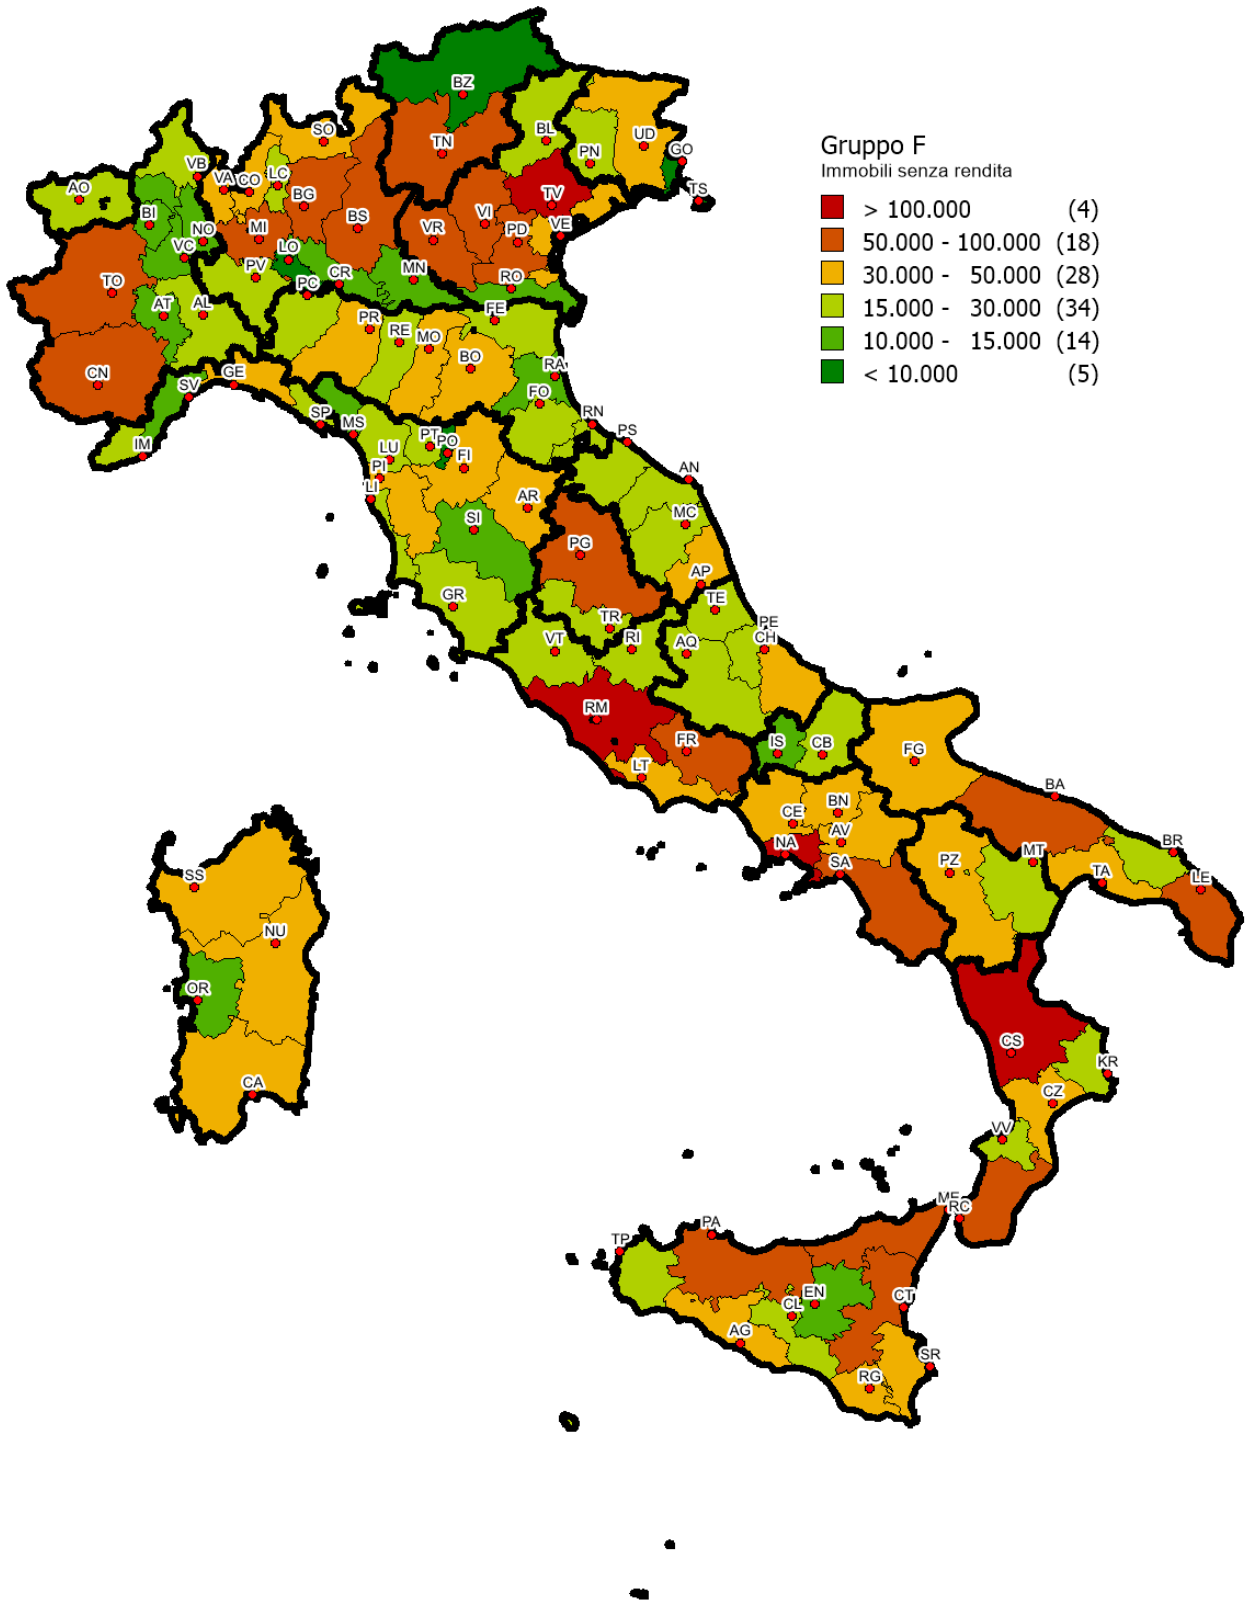 BZ
SO
TN
BL
UD
PN
GO
VB
AO
VA
CO
LC
BG
TV
TS
BI
NO
MI
BS
VR
VI
PD
VE
VC
LO
TO
PV
PC
CR
MN
RO
AT
AL
PR
RE
MO
FE
BO
CN
SV
GE
RA
FO
SP
MS
RN
PS
IM
LU
PT
PO
FI
PI
LI
AN
AR
SI
MC
PG
AP
GR
TE
TR
VT
RI
AQ
PE
CH
RM
FR
IS
CB
FG
LT
BA
CE
BN
NA
AV
SA
PZ
MT
BR
TA
LE
SS
NU
OR
CA
CS
KR
CZ
VV
ME
RC
TP
PA
EN
CL
CT
AG
SR
RG
Gruppo F
Immobili senza rendita
> 100.000 (4)
50.000 - 100.000 (18)
30.000 - 50.000 (28)
15.000 - 30.000 (34)
10.000 - 15.000 (14)
< 10.000 (5)